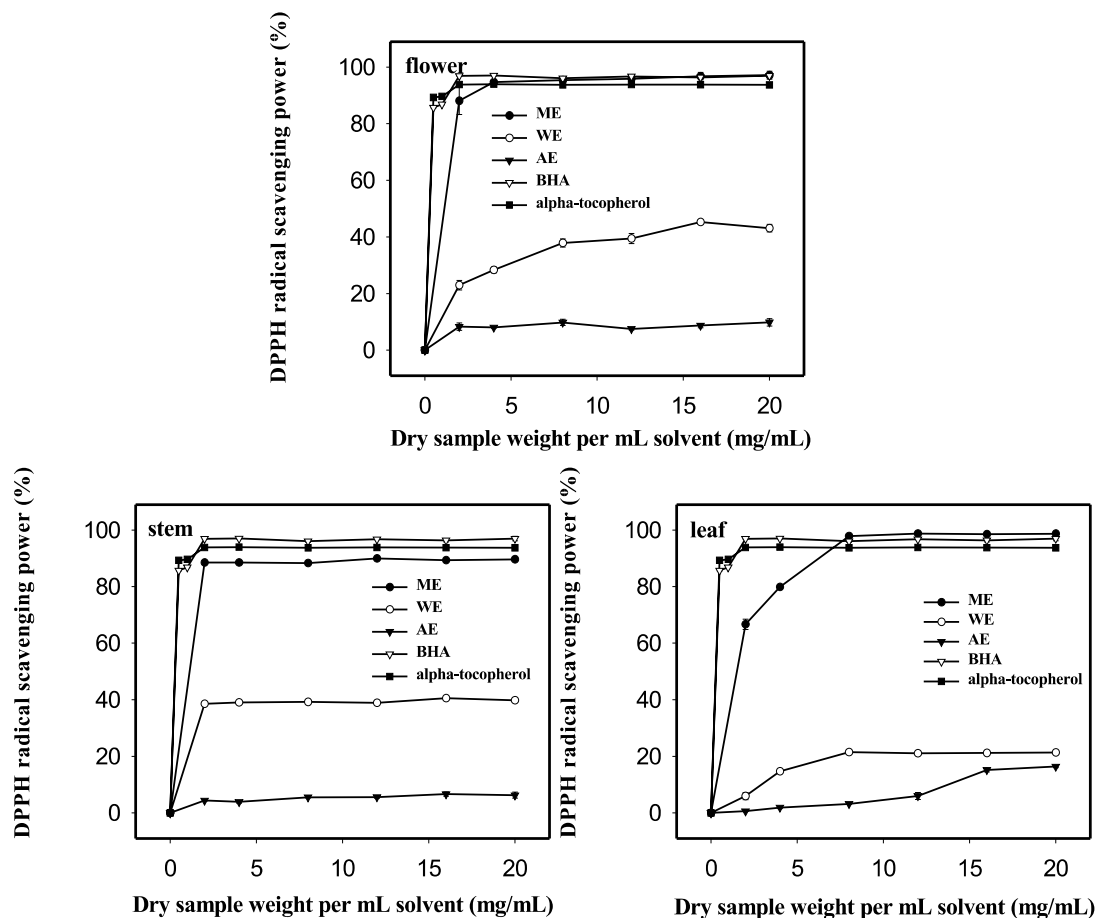 DPPH radical scavenging power (%)
100
80
60
40
20
0
flower
ME
WE
AE
BHA
alpha-tocopherol
0 5 10 15 20
Dry sample weight per mL solvent (mg/mL)
DPPH radical scavenging power (%)
100
80
60
40
20
0
stem
ME
WE
AE
BHA
alpha-tocopherol
0 5 10 15 20
Dry sample weight per mL solvent (mg/mL)
DPPH radical scavenging power (%)
100
80
60
40
20
0
leaf
ME
WE
AE
BHA
alpha-tocopherol
0 5 10 15 20
Dry sample weight per mL solvent (mg/mL)